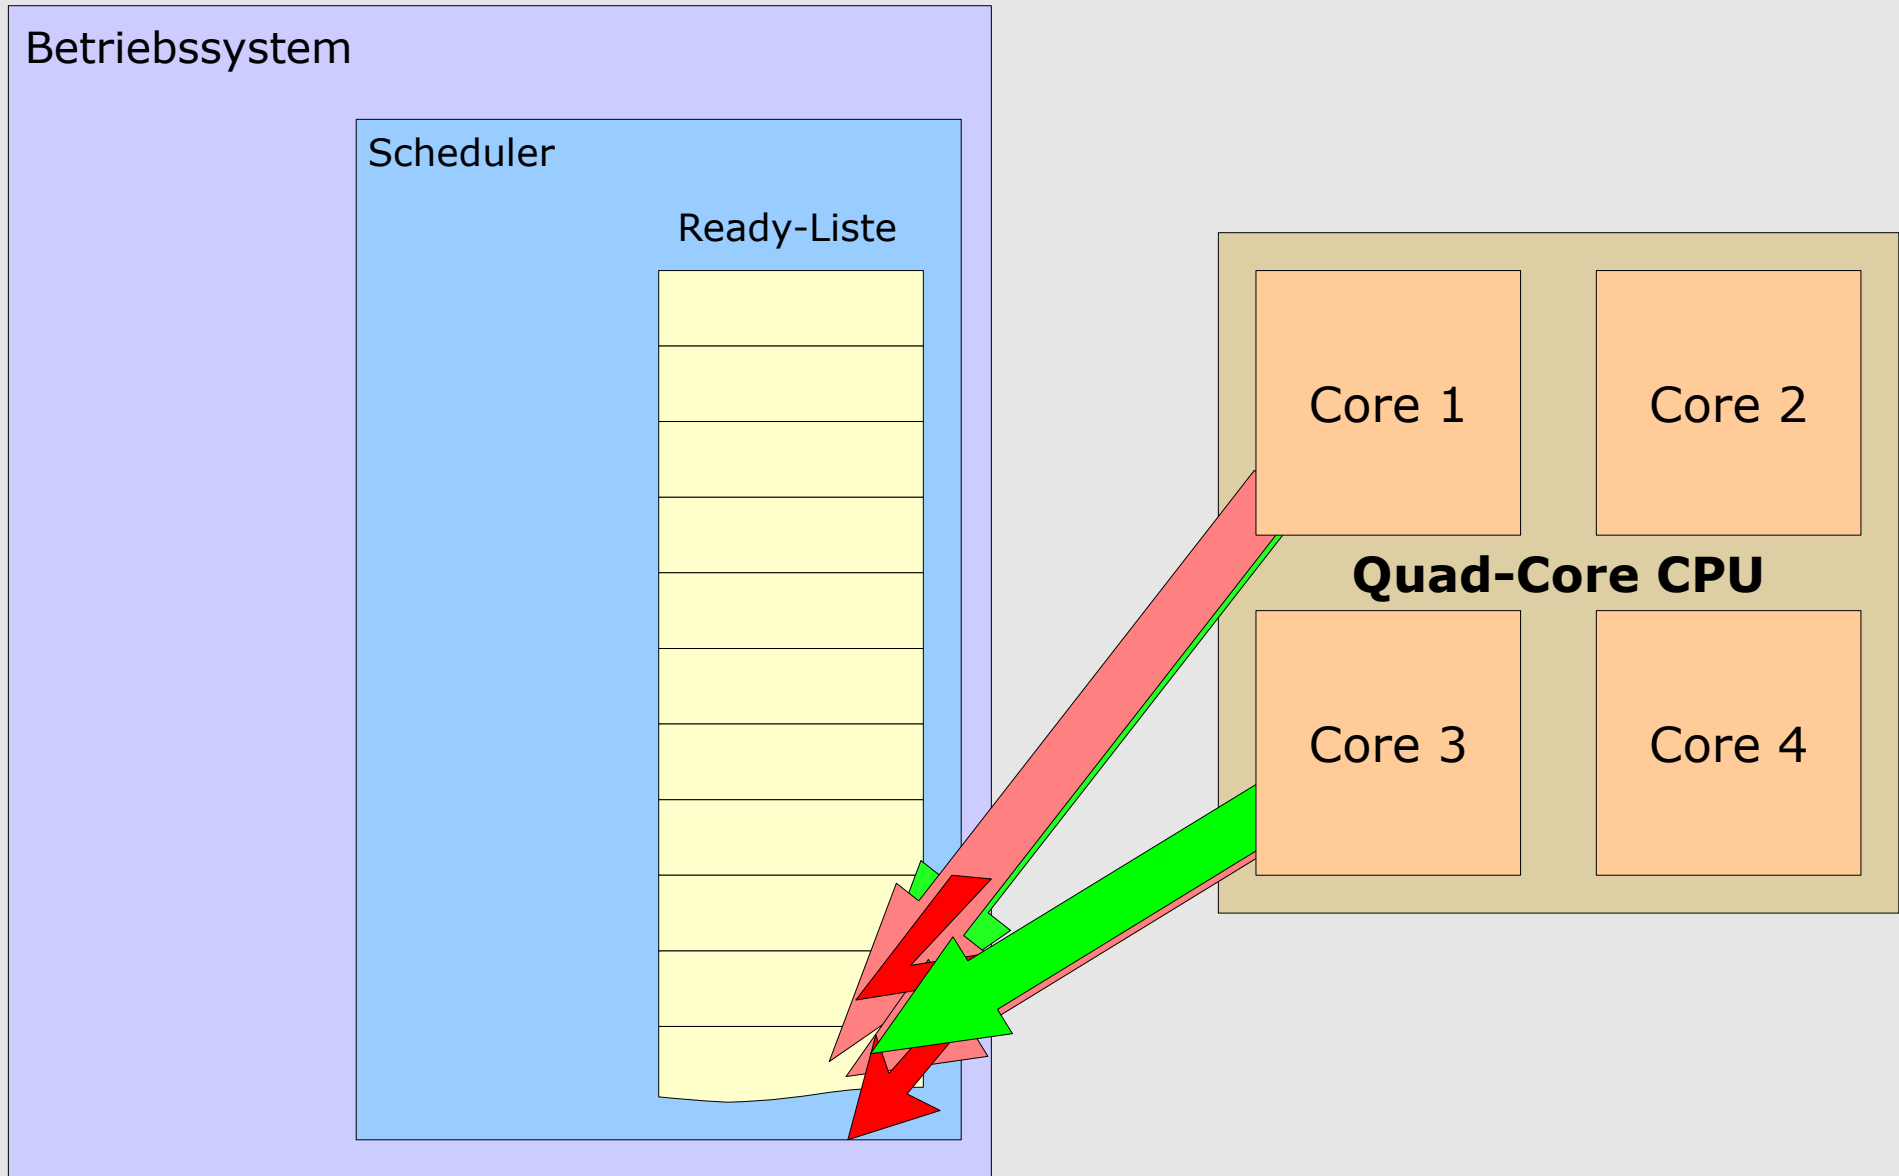 Betriebssystem
Scheduler
Ready-Liste
Core 1
Core 2
Quad-Core CPU
Core 3
Core 4